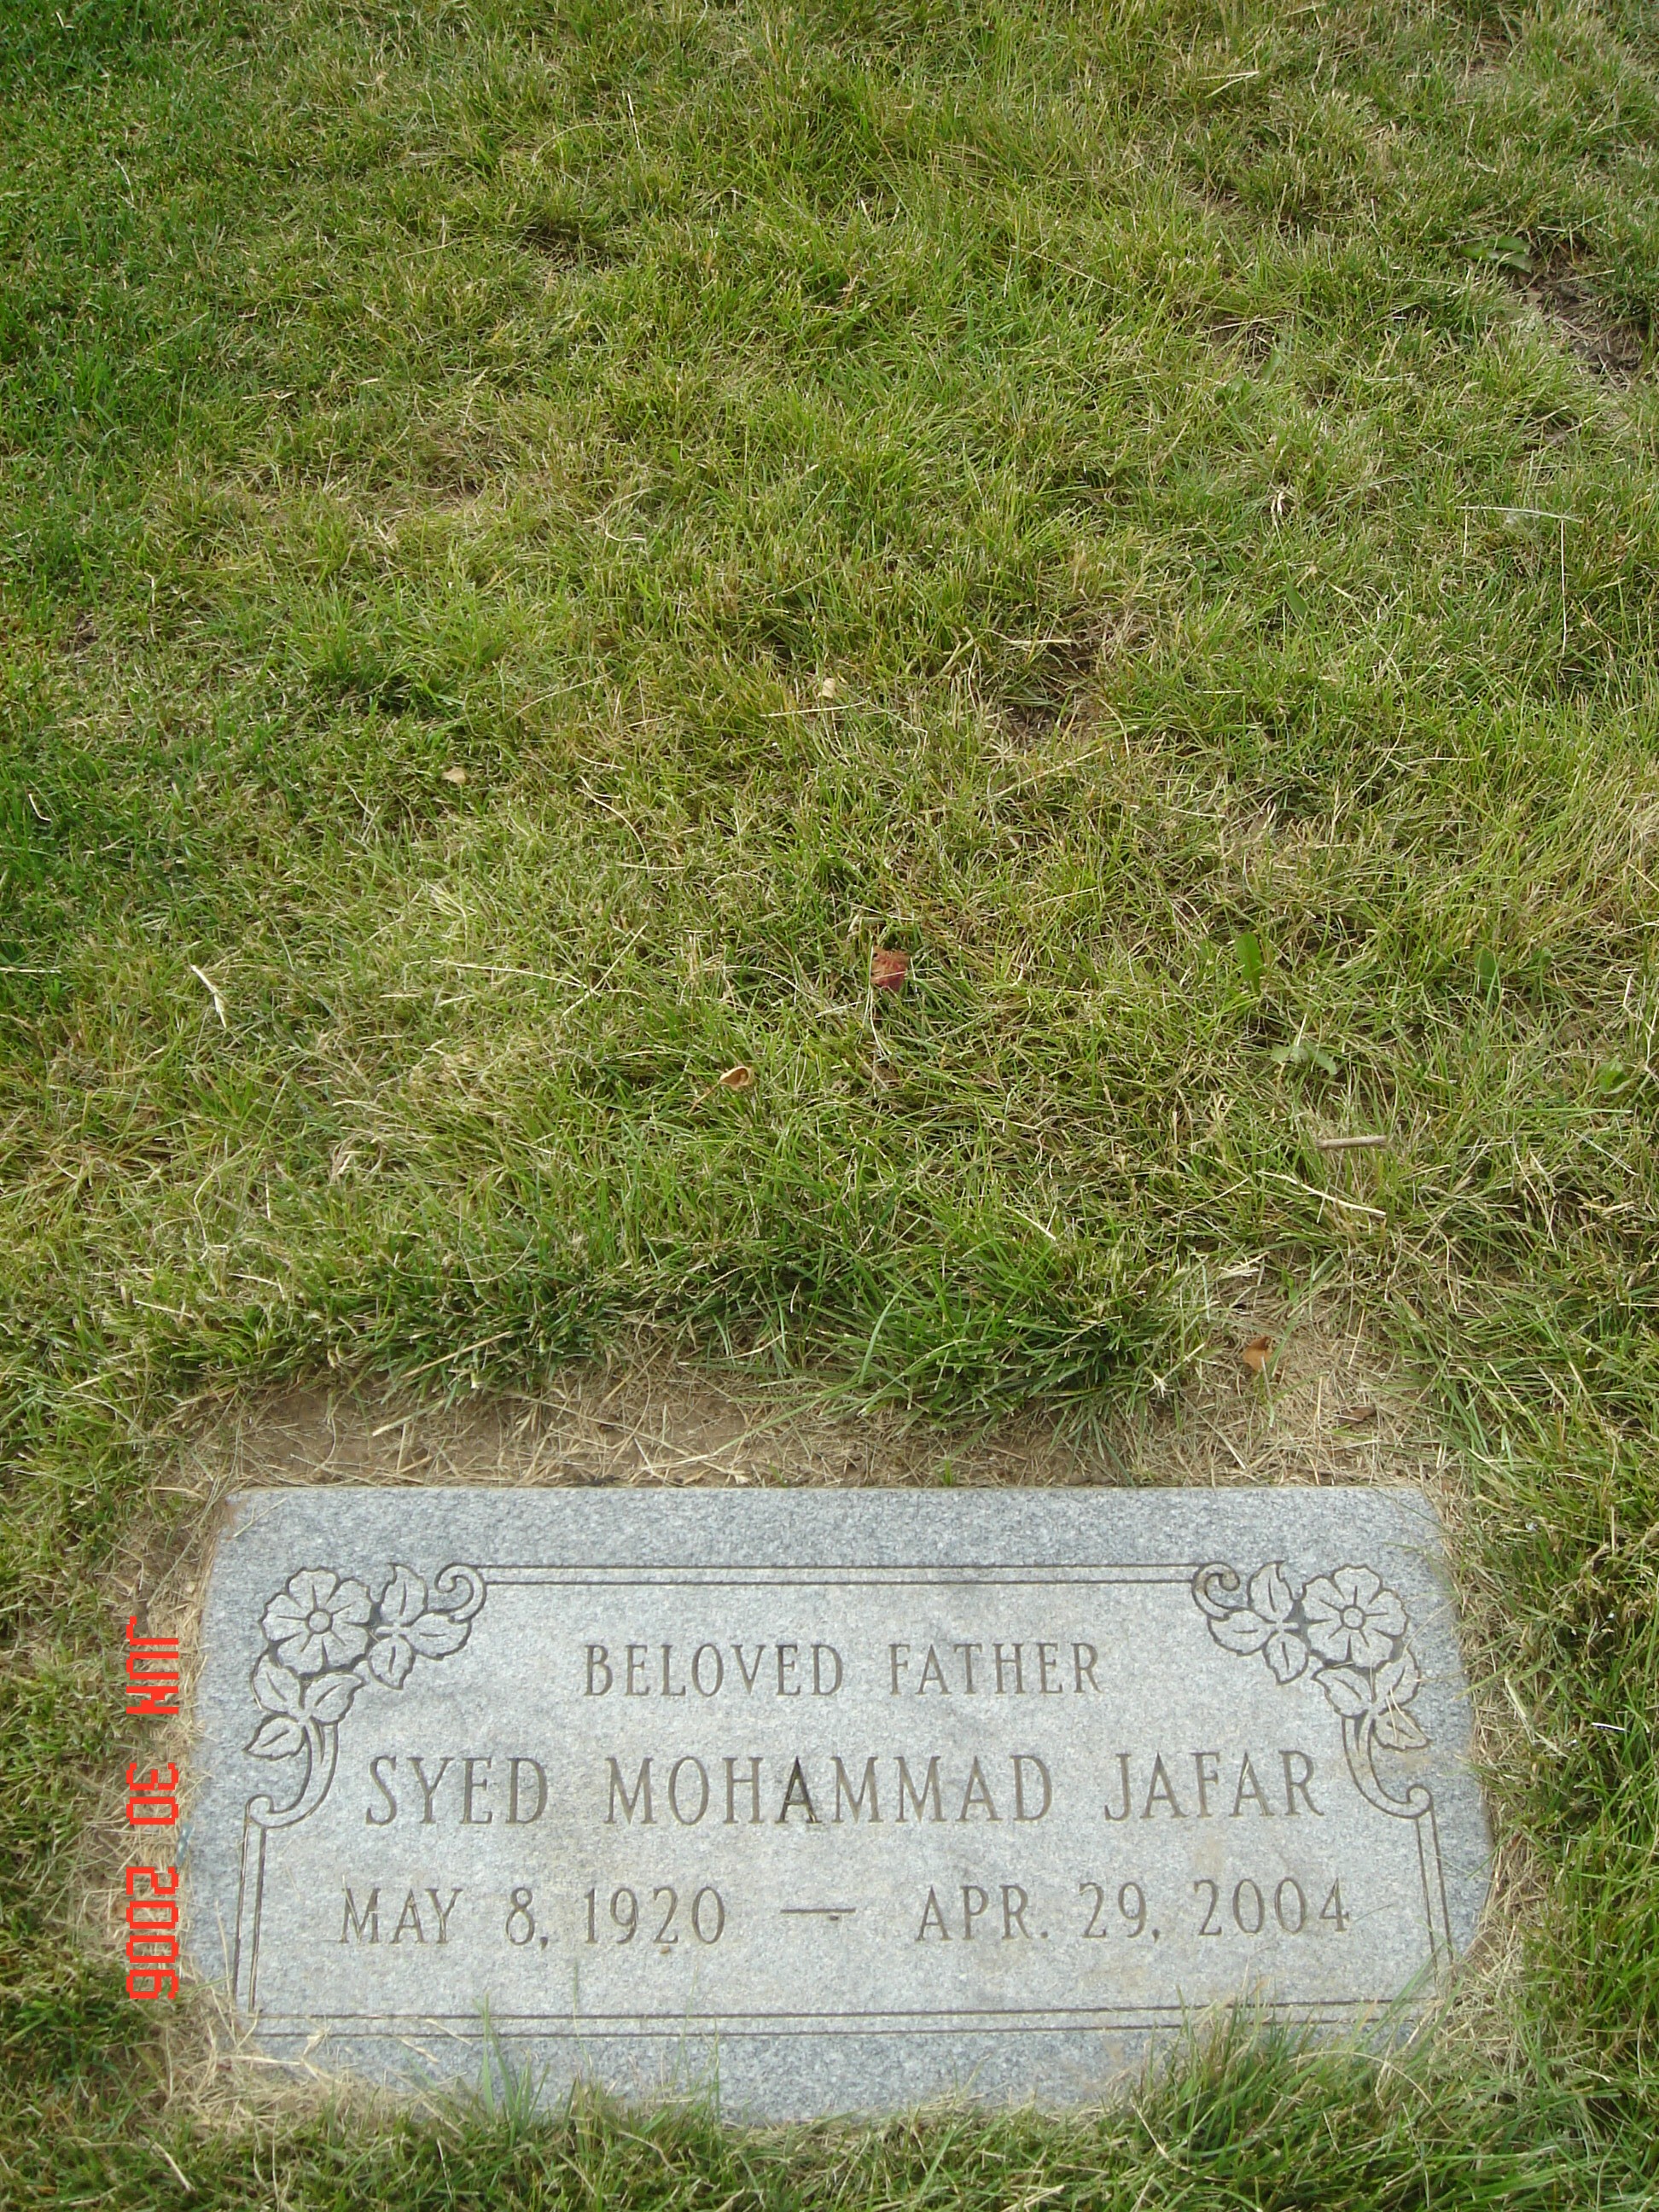 BELOVED FATHER
SYED MOHAMMAD JAFAR
MAY 8, 1920 — APR. 29, 2004
JUN 30 2006